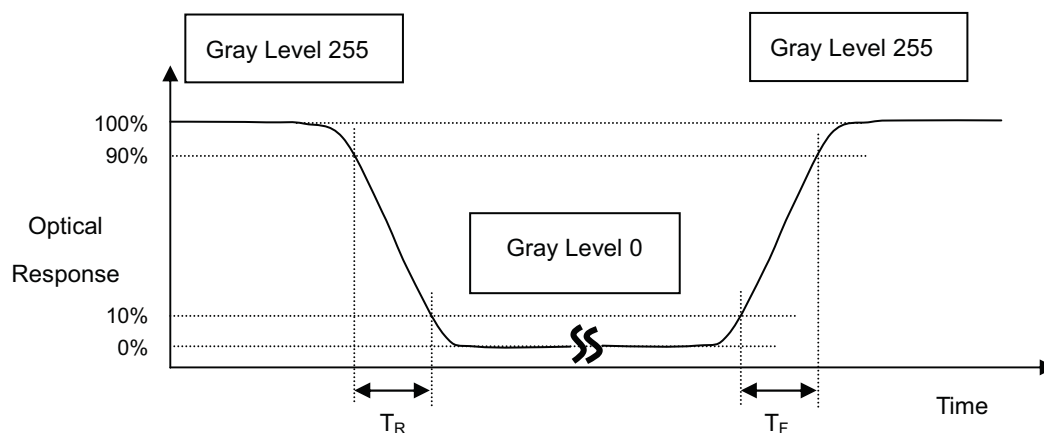 Gray Level 255
Gray Level 255
100%
90%
Optical
Response
Gray Level 0
10%
0%
TR
TF
Time